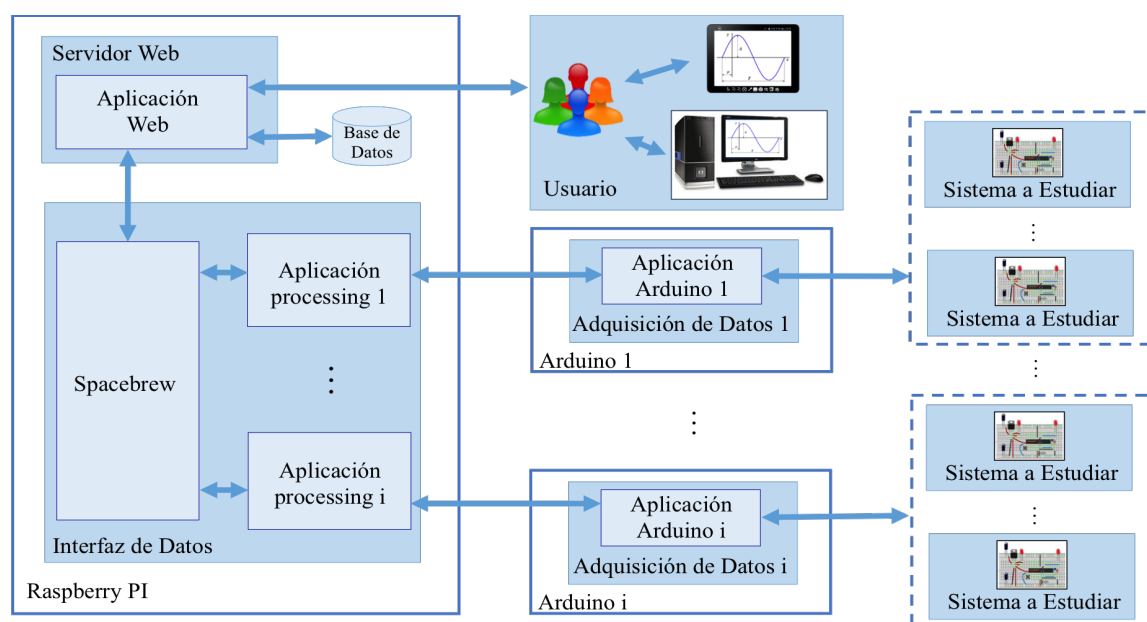 Servidor Web
Aplicación
Web
Base de
Datos
Usuario
Sistema a Estudiar
⋮
Sistema a Estudiar
Spacebrew
Aplicación
processing 1
⋮
Aplicación
processing i
Interfaz de Datos
Raspberry PI
Aplicación
Arduino 1
Adquisición de Datos 1
Arduino 1
⋮
Aplicación
Arduino i
Adquisición de Datos i
Arduino i
⋮
Sistema a Estudiar
⋮
Sistema a Estudiar